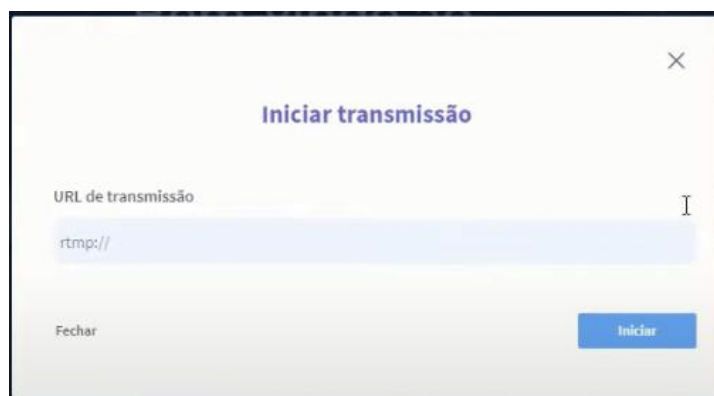 Iniciar transmissão
URL de transmissão
rtmp://
Fechar
Iniciar